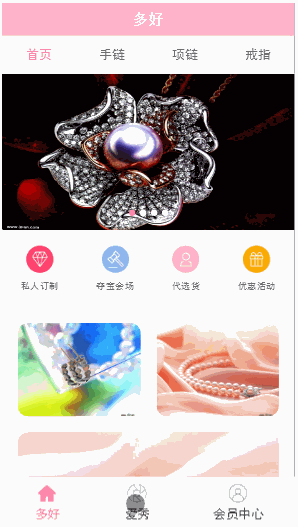 多好
首页 手链 项链 戒指
私人订制 夺宝会场 代选货 优惠活动
多好 爱秀 会员中心